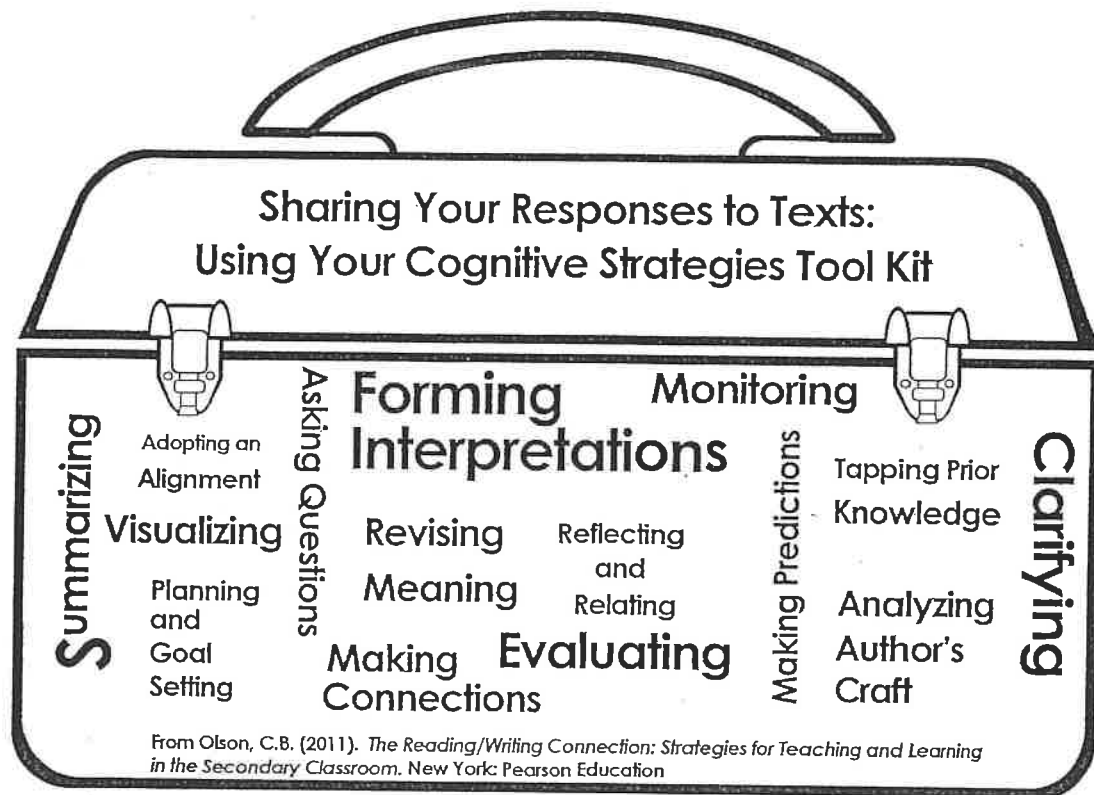 Sharing Your Responses to Texts:
Using Your Cognitive Strategies Tool Kit
Summarizing
Adopting an
Alignment
Visualizing
Planning
and
Goal
Setting
Asking Questions
Forming
Interpretations
Monitoring
Revising
Meaning
Reflecting
and
Relating
Making
Connections
Evaluating
Making Predictions
Tapping Prior
Knowledge
Analyzing
Author's
Craft
Clarifying
From Olson, C.B. (2011). The Reading/Writing Connection: Strategies for Teaching and Learning
in the Secondary Classroom. New York: Pearson Education